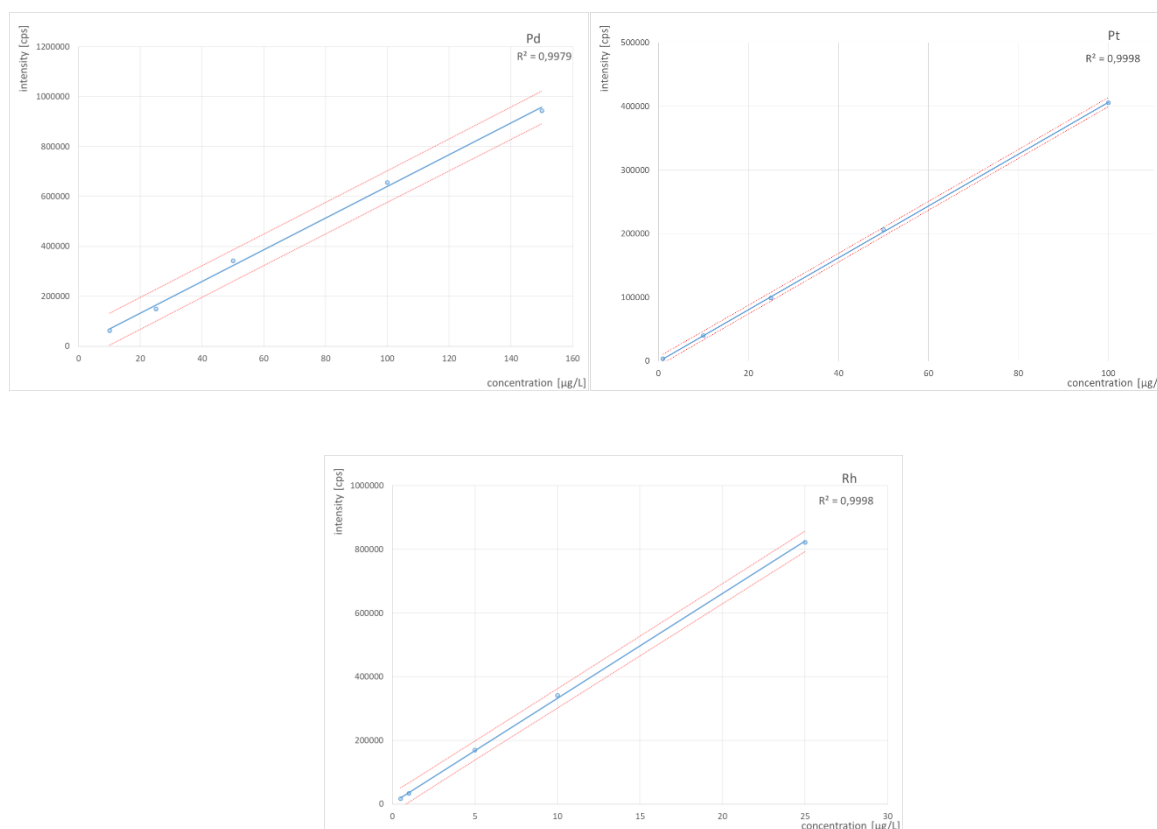 Pd
R² = 0,9979
intensity [cps]
1200000
1000000
800000
600000
400000
200000
0
0 20 40 60 80 100 120 140 160
concentration [µg/L]
Pt
R² = 0,9998
intensity [cps]
500000
400000
300000
200000
100000
0
0 20 40 60 80 100
concentration [µg/
Rh
R² = 0,9998
intensity [cps]
1000000
800000
600000
400000
200000
0
0 5 10 15 20 25 30
concentration [µg/L]